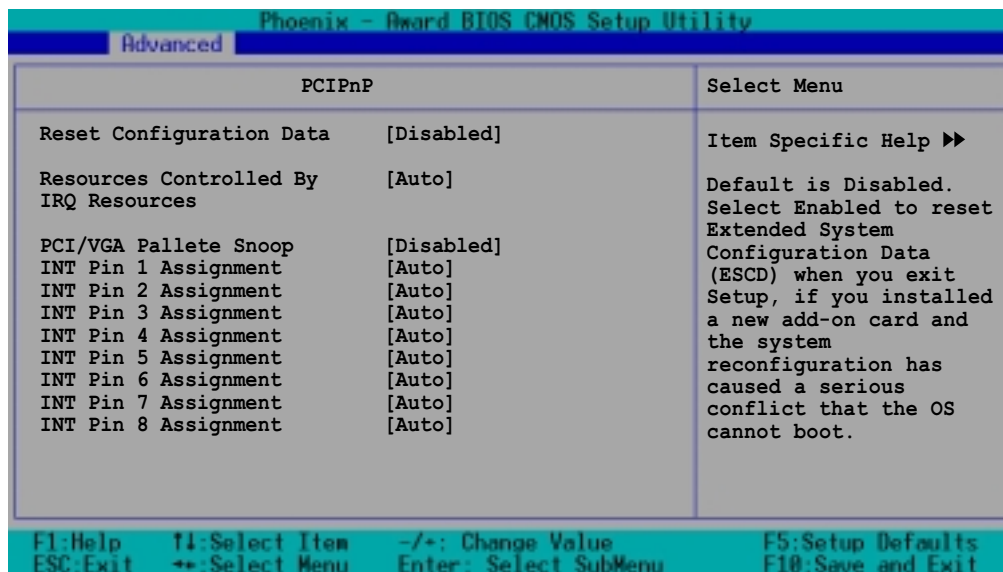 Phoenix - Award BIOS CMOS Setup Utility
Advanced
PCIPnP
Reset Configuration Data [Disabled]
Resources Controlled By [Auto]
IRQ Resources
PCI/VGA Pallete Snoop [Disabled]
INT Pin 1 Assignment [Auto]
INT Pin 2 Assignment [Auto]
INT Pin 3 Assignment [Auto]
INT Pin 4 Assignment [Auto]
INT Pin 5 Assignment [Auto]
INT Pin 6 Assignment [Auto]
INT Pin 7 Assignment [Auto]
INT Pin 8 Assignment [Auto]
Select Menu
Item Specific Help ▶▶
Default is Disabled.
Select Enabled to reset
Extended System
Configuration Data
(ESCD) when you exit
Setup, if you installed
a new add-on card and
the system
reconfiguration has
caused a serious
conflict that the OS
cannot boot.
F1:Help ↑↓:Select Item -/+: Change Value F5:Setup Defaults
ESC:Exit ←→:Select Menu Enter: Select SubMenu F10:Save and Exit